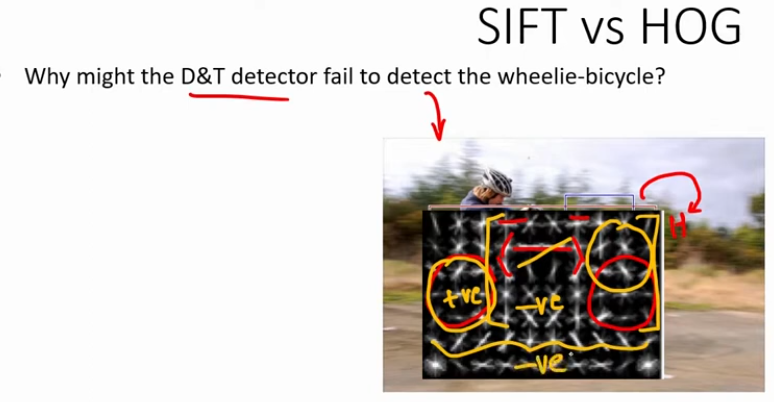 SIFT vs HOG
Why might the D&T detector fail to detect the wheelie-bicycle?
H
+ve
-ve
-ve